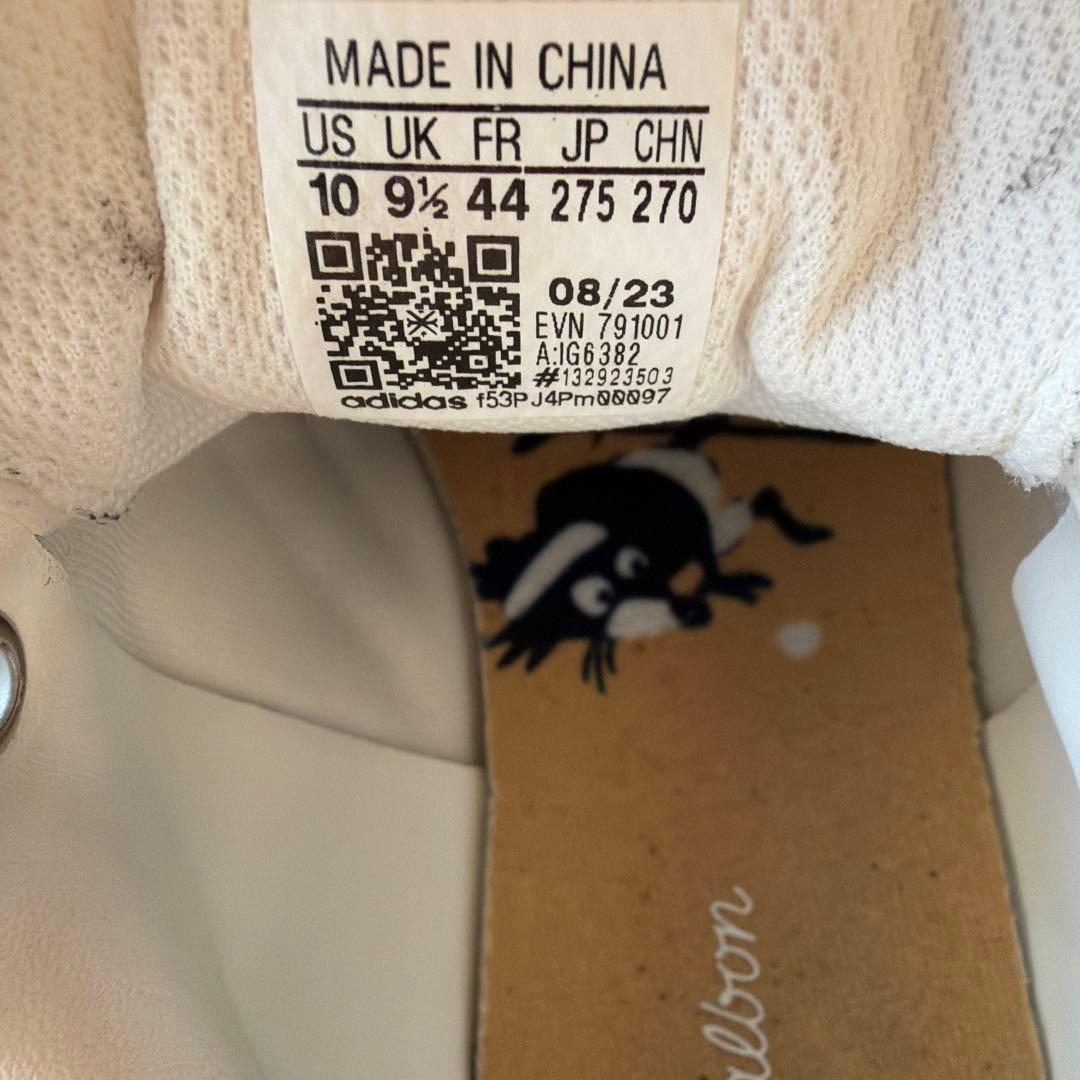 MADE IN CHINA
US UK FR JP CHN
10 9½ 44 275 270
08/23
EVN 791001
A:IG6382
#132923503
adidas f53PJ4Pm00097
lbon